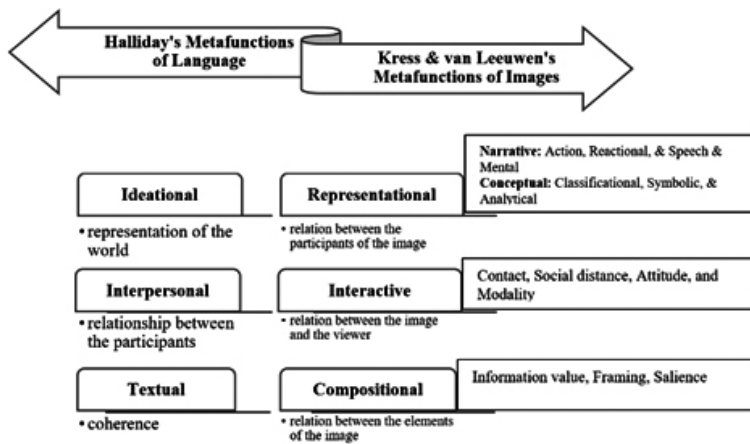 Halliday's Metafunctions
of Language
Kress & van Leeuwen's
Metafunctions of Images
Ideational
• representation of the
world
Representational
• relation between the
participants of the image
Narrative: Action, Reactional, & Speech &
Mental
Conceptual: Classificational, Symbolic, &
Analytical
Interpersonal
• relationship between
the participants
Interactive
• relation between the image
and the viewer
Contact, Social distance, Attitude, and
Modality
Textual
• coherence
Compositional
• relation between the elements
of the image
Information value, Framing, Salience